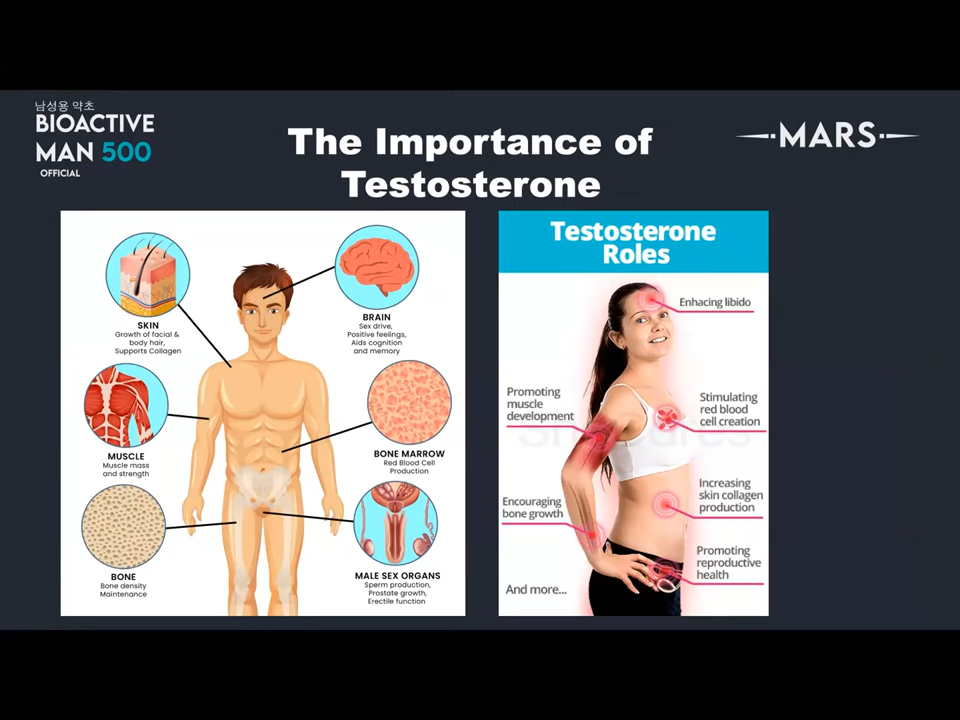 남성용 약초
BIOACTIVE
MAN 500
OFFICIAL
The Importance of
Testosterone
MARS
SKIN
Growth of facial &
body hair,
Supports Collagen
BRAIN
Sex drive,
Positive feelings,
Aids cognition
and memory
MUSCLE
Muscle mass
and strength
BONE MARROW
Red Blood Cell
Production
BONE
Bone density
Maintenance
MALE SEX ORGANS
Sperm production,
Prostate growth,
Erectile function
Testosterone
Roles
Enhacing libido
Promoting
muscle
development
Stimulating
red blood
cell creation
Encouraging
bone growth
Increasing
skin collagen
production
Promoting
reproductive
health
And more...